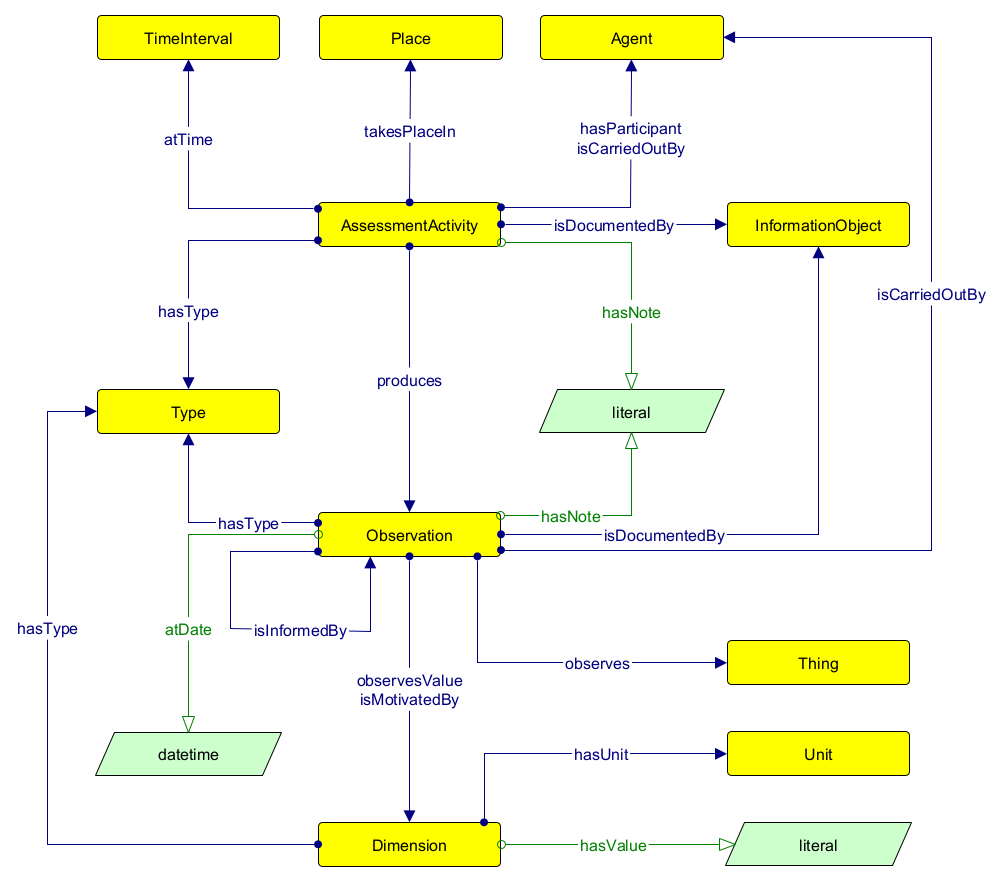 TimeInterval
Place
Agent
atTime
takesPlaceIn
hasParticipant
isCarriedOutBy
AssessmentActivity
isDocumentedBy
InformationObject
isCarriedOutBy
hasType
hasNote
produces
Type
literal
hasType
hasNote
Observation
isDocumentedBy
hasType
atDate
isInformedBy
observes
Thing
observesValue
isMotivatedBy
datetime
hasUnit
Unit
Dimension
hasValue
literal